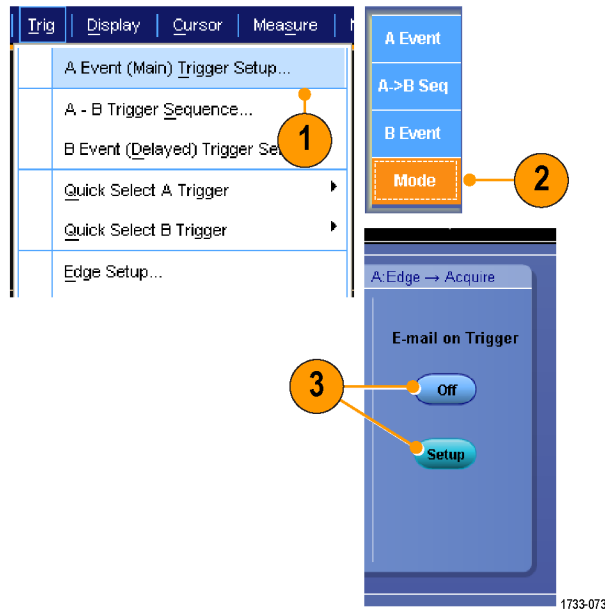 Trig Display Cursor Measure
A Event (Main) Trigger Setup...
A - B Trigger Sequence...
B Event (Delayed) Trigger Se
Quick Select A Trigger
Quick Select B Trigger
Edge Setup...
1
A Event
A->B Seq
B Event
Mode
2
A:Edge → Acquire
E-mail on Trigger
Off
Setup
3
1733-073